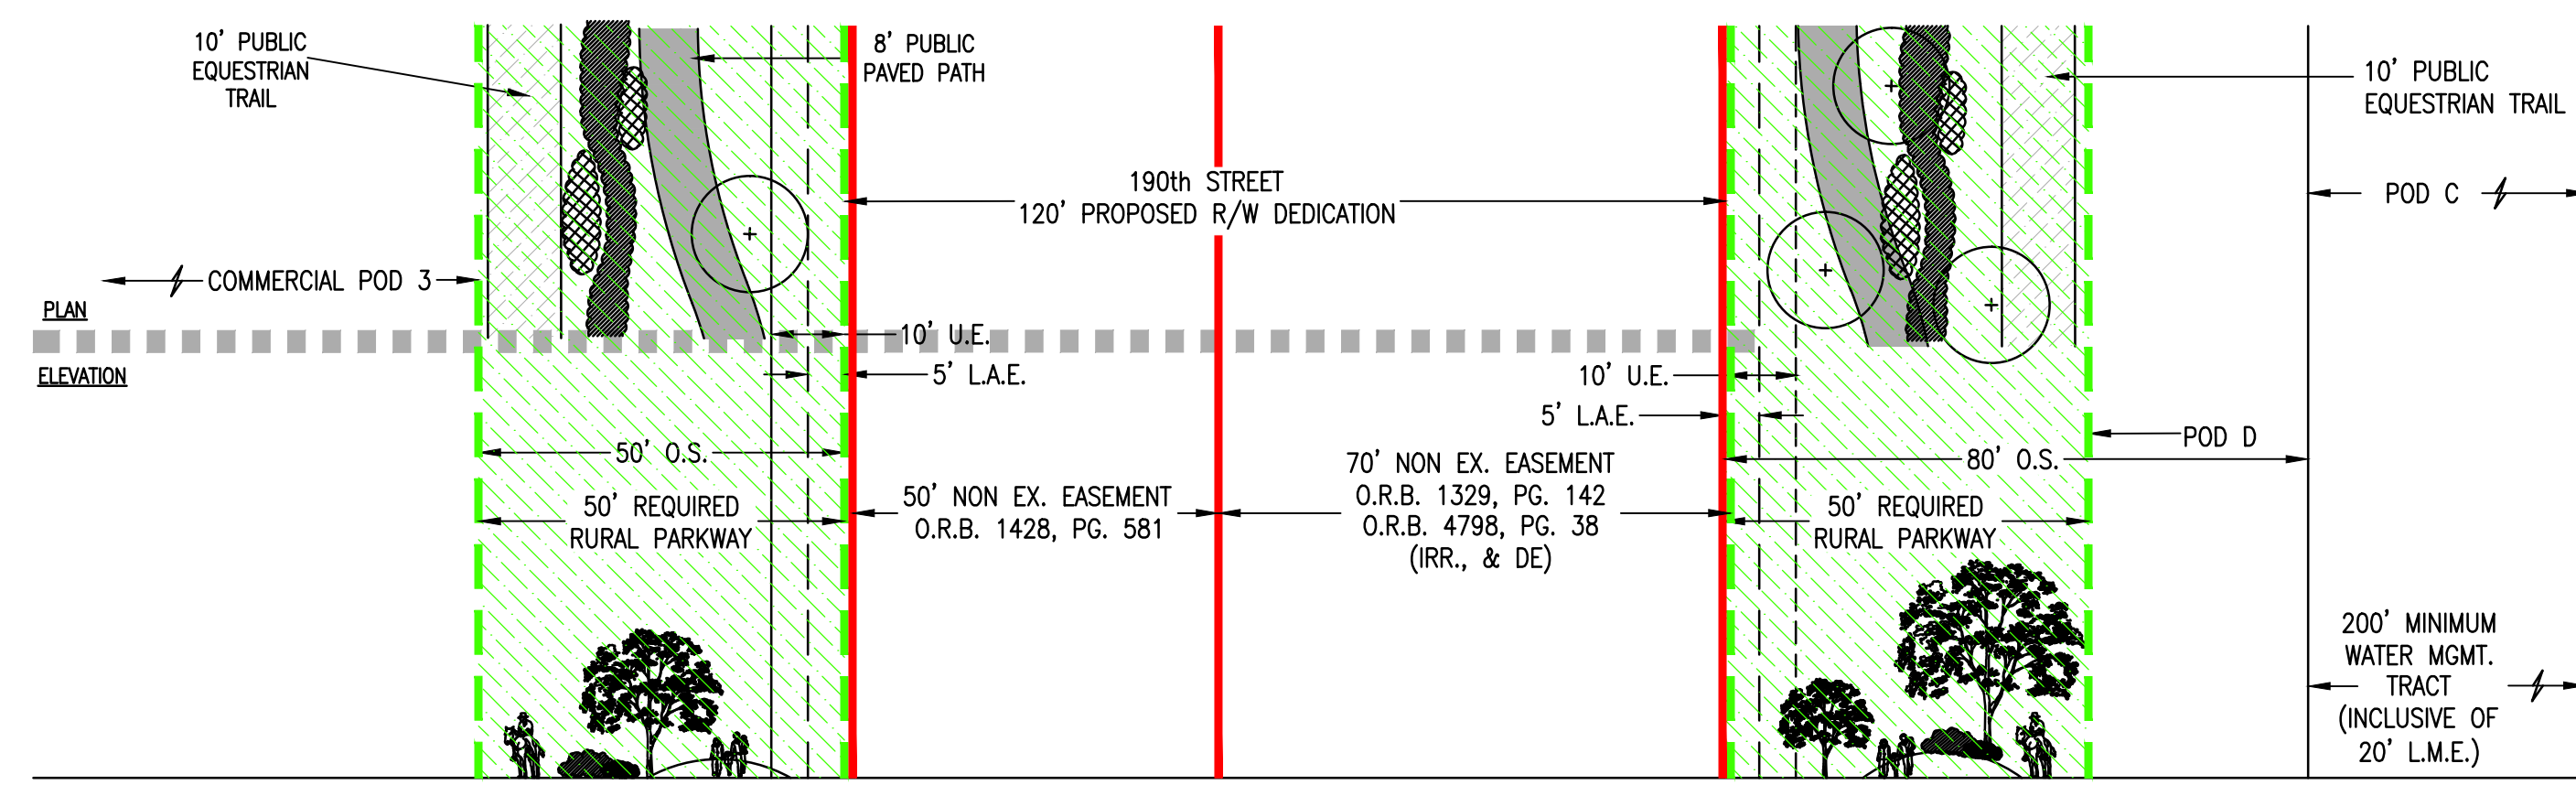 10' PUBLIC
EQUESTRIAN
TRAIL
8' PUBLIC
PAVED PATH
10' PUBLIC
EQUESTRIAN TRAIL
190th STREET
120' PROPOSED R/W DEDICATION
POD C
COMMERCIAL POD 3
PLAN
ELEVATION
10' U.E.
5' L.A.E.
10' U.E.
5' L.A.E.
50' O.S.
80' O.S.
POD D
50' REQUIRED
RURAL PARKWAY
50' NON EX. EASEMENT
O.R.B. 1428, PG. 581
70' NON EX. EASEMENT
O.R.B. 1329, PG. 142
O.R.B. 4798, PG. 38
(IRR., & DE)
50' REQUIRED
RURAL PARKWAY
200' MINIMUM
WATER MGMT.
TRACT
(INCLUSIVE OF
20' L.M.E.)